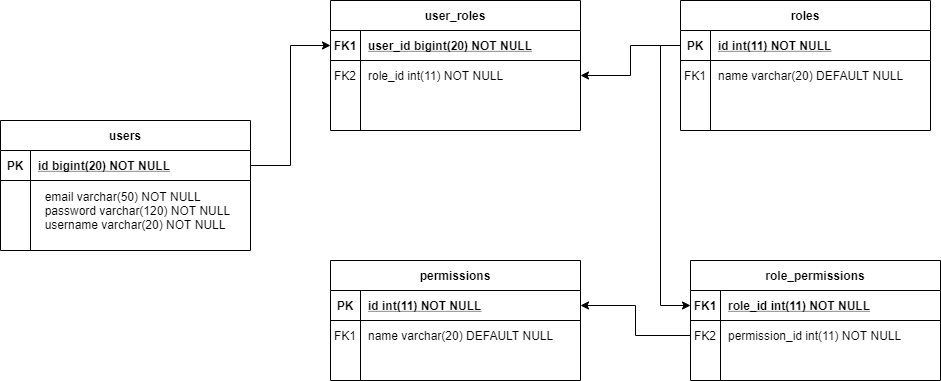 user_roles
FK1 user_id bigint(20) NOT NULL
FK2 role_id int(11) NOT NULL
roles
PK id int(11) NOT NULL
FK1 name varchar(20) DEFAULT NULL
users
PK id bigint(20) NOT NULL
email varchar(50) NOT NULL
password varchar(120) NOT NULL
username varchar(20) NOT NULL
permissions
PK id int(11) NOT NULL
FK1 name varchar(20) DEFAULT NULL
role_permissions
FK1 role_id int(11) NOT NULL
FK2 permission_id int(11) NOT NULL